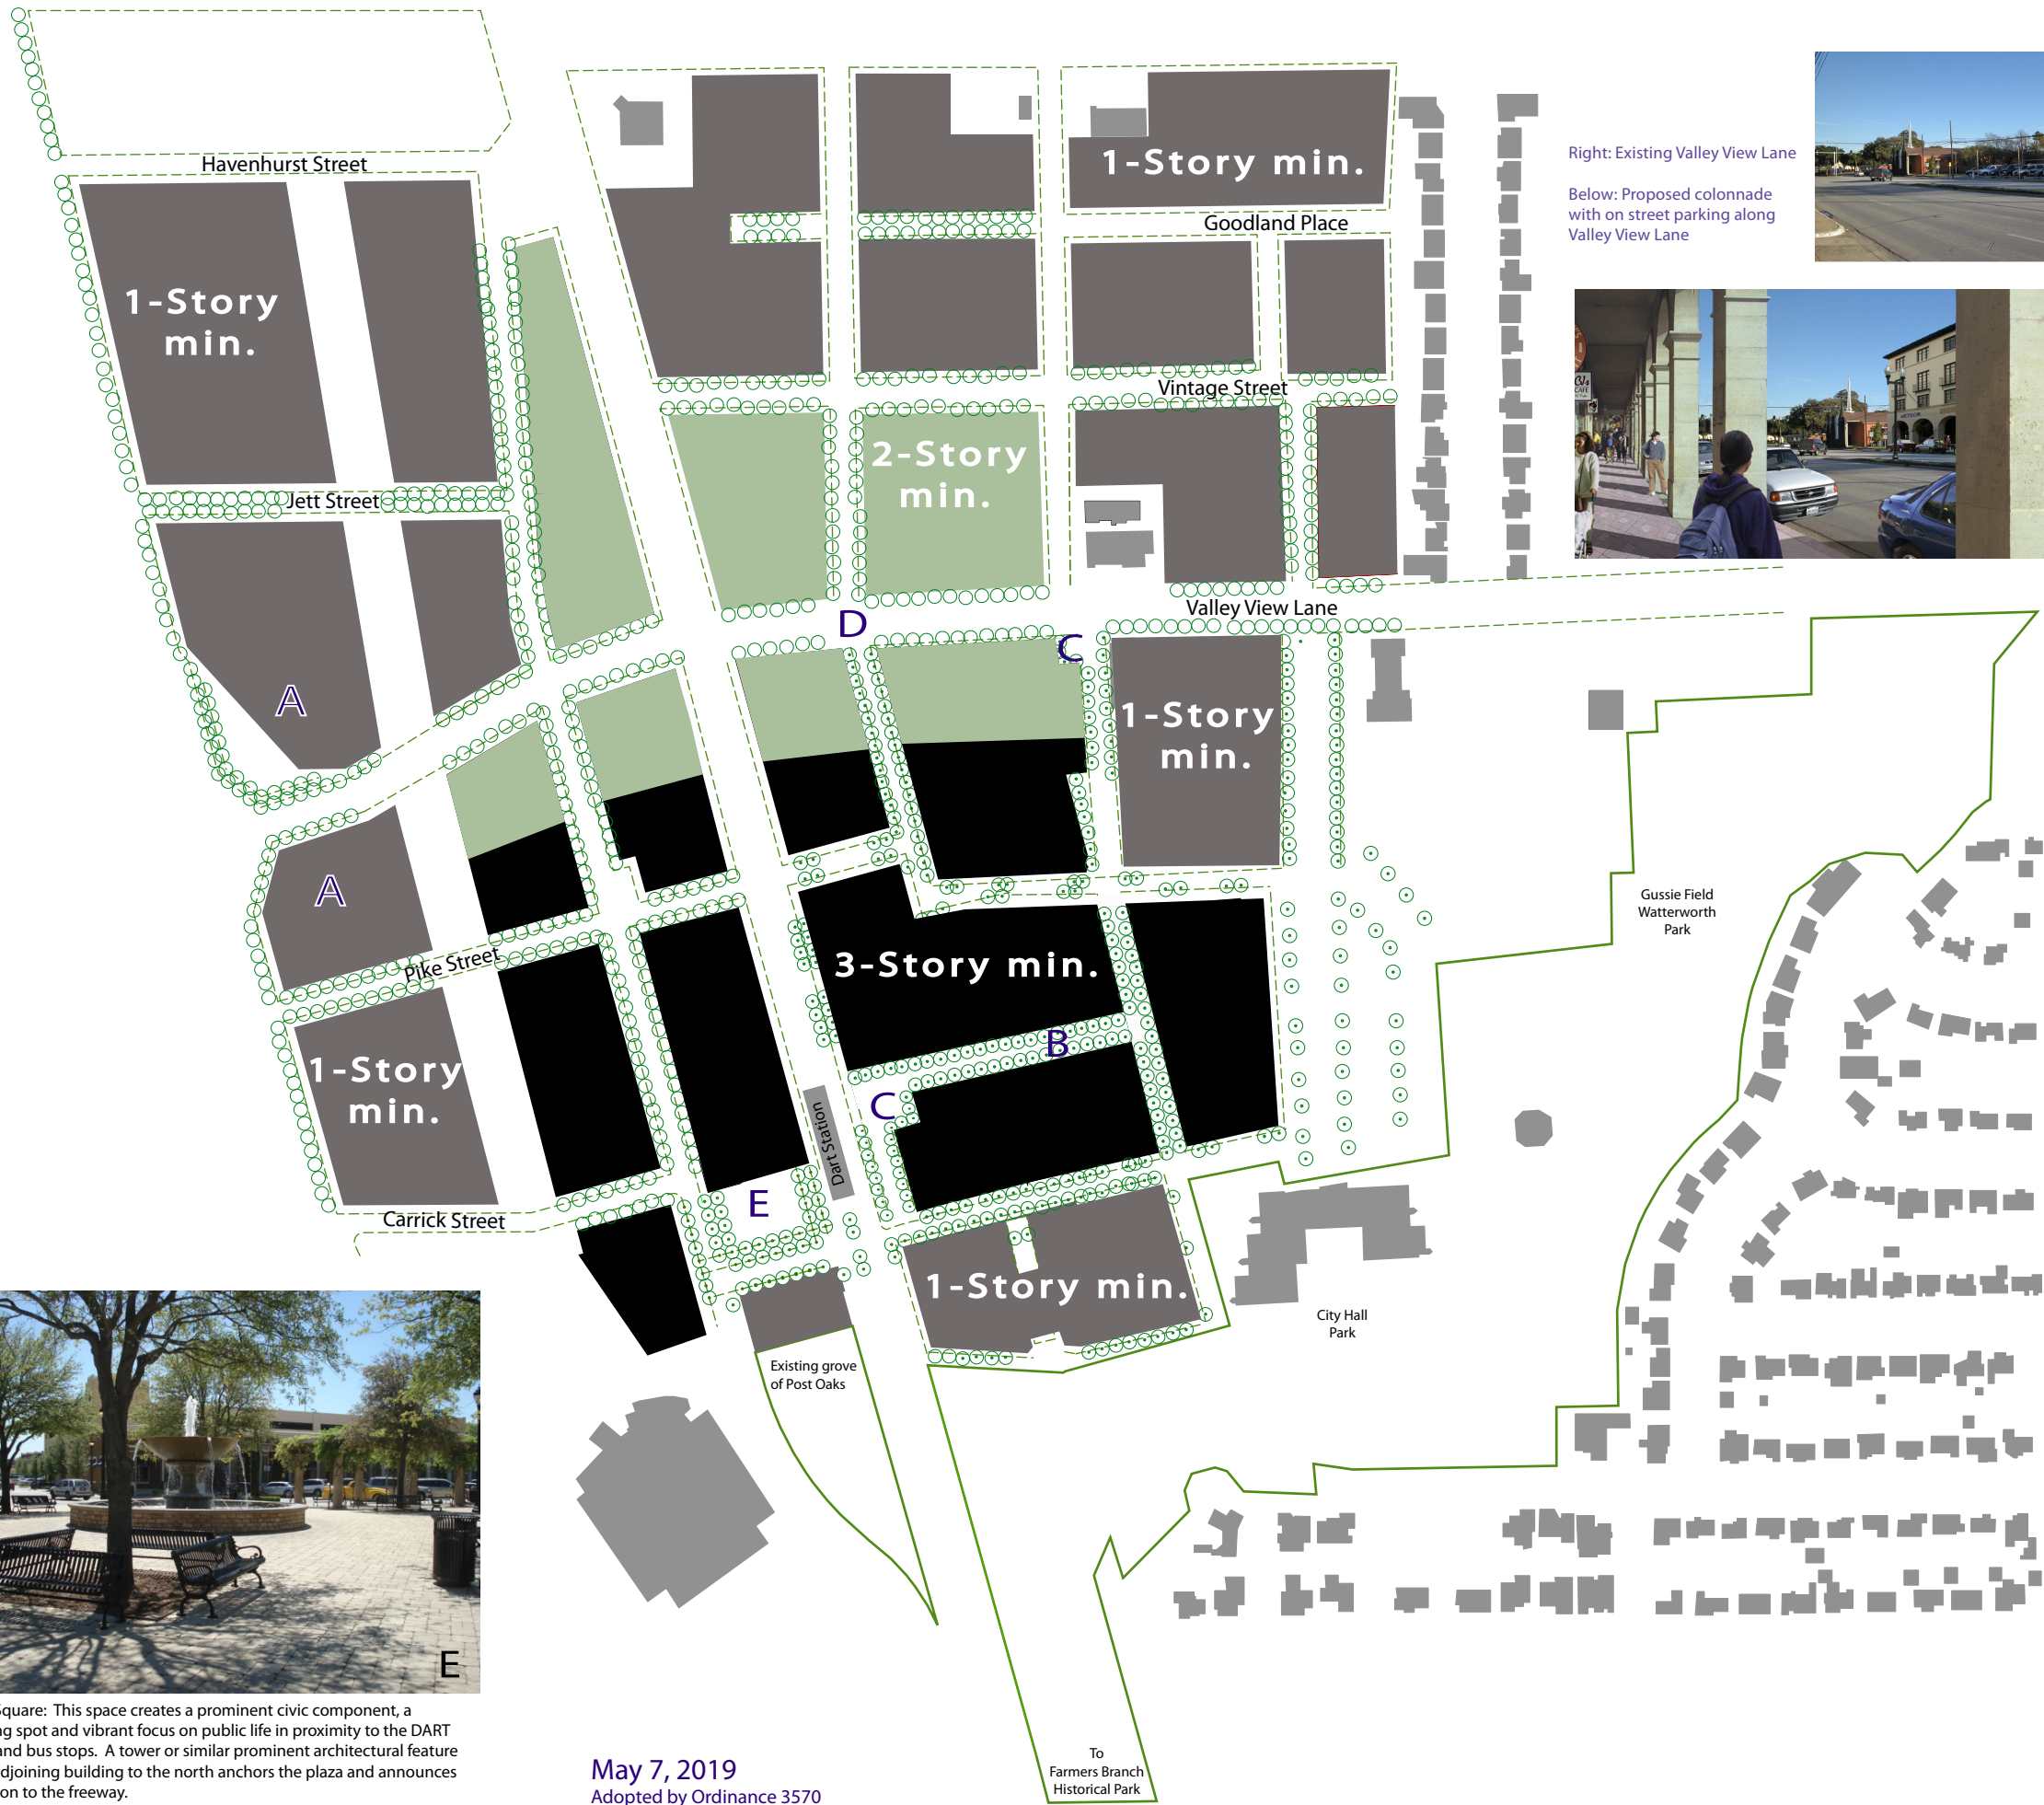 Havenhurst Street
1-Story min.
Goodland Place
Right: Existing Valley View Lane
Below: Proposed colonnade
with on street parking along
Valley View Lane
1-Story
min.
Vintage Street
2-Story
min.
Jett Street
Valley View Lane
D
C
A
1-Story
min.
A
Gussie Field
Watterworth
Park
Pike Street
3-Story min.
B
1-Story
min.
C
Dart Station
E
Carrick Street
1-Story min.
City Hall
Park
Existing grove
of Post Oaks
E
Square: This space creates a prominent civic component, a
ng spot and vibrant focus on public life in proximity to the DART
and bus stops. A tower or similar prominent architectural feature
djoining building to the north anchors the plaza and announces
on to the freeway.
May 7, 2019
Adopted by Ordinance 3570
To
Farmers Branch
Historical Park